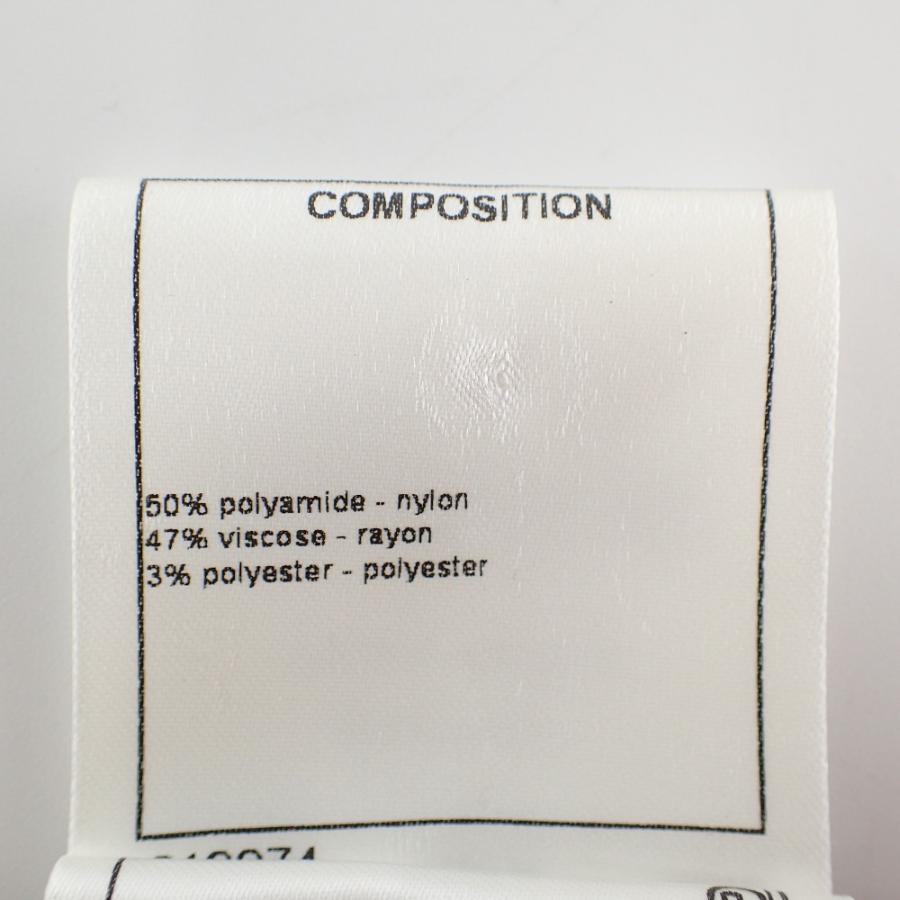 COMPOSITION
50% polyamide - nylon
47% viscose - rayon
3% polyester - polyester